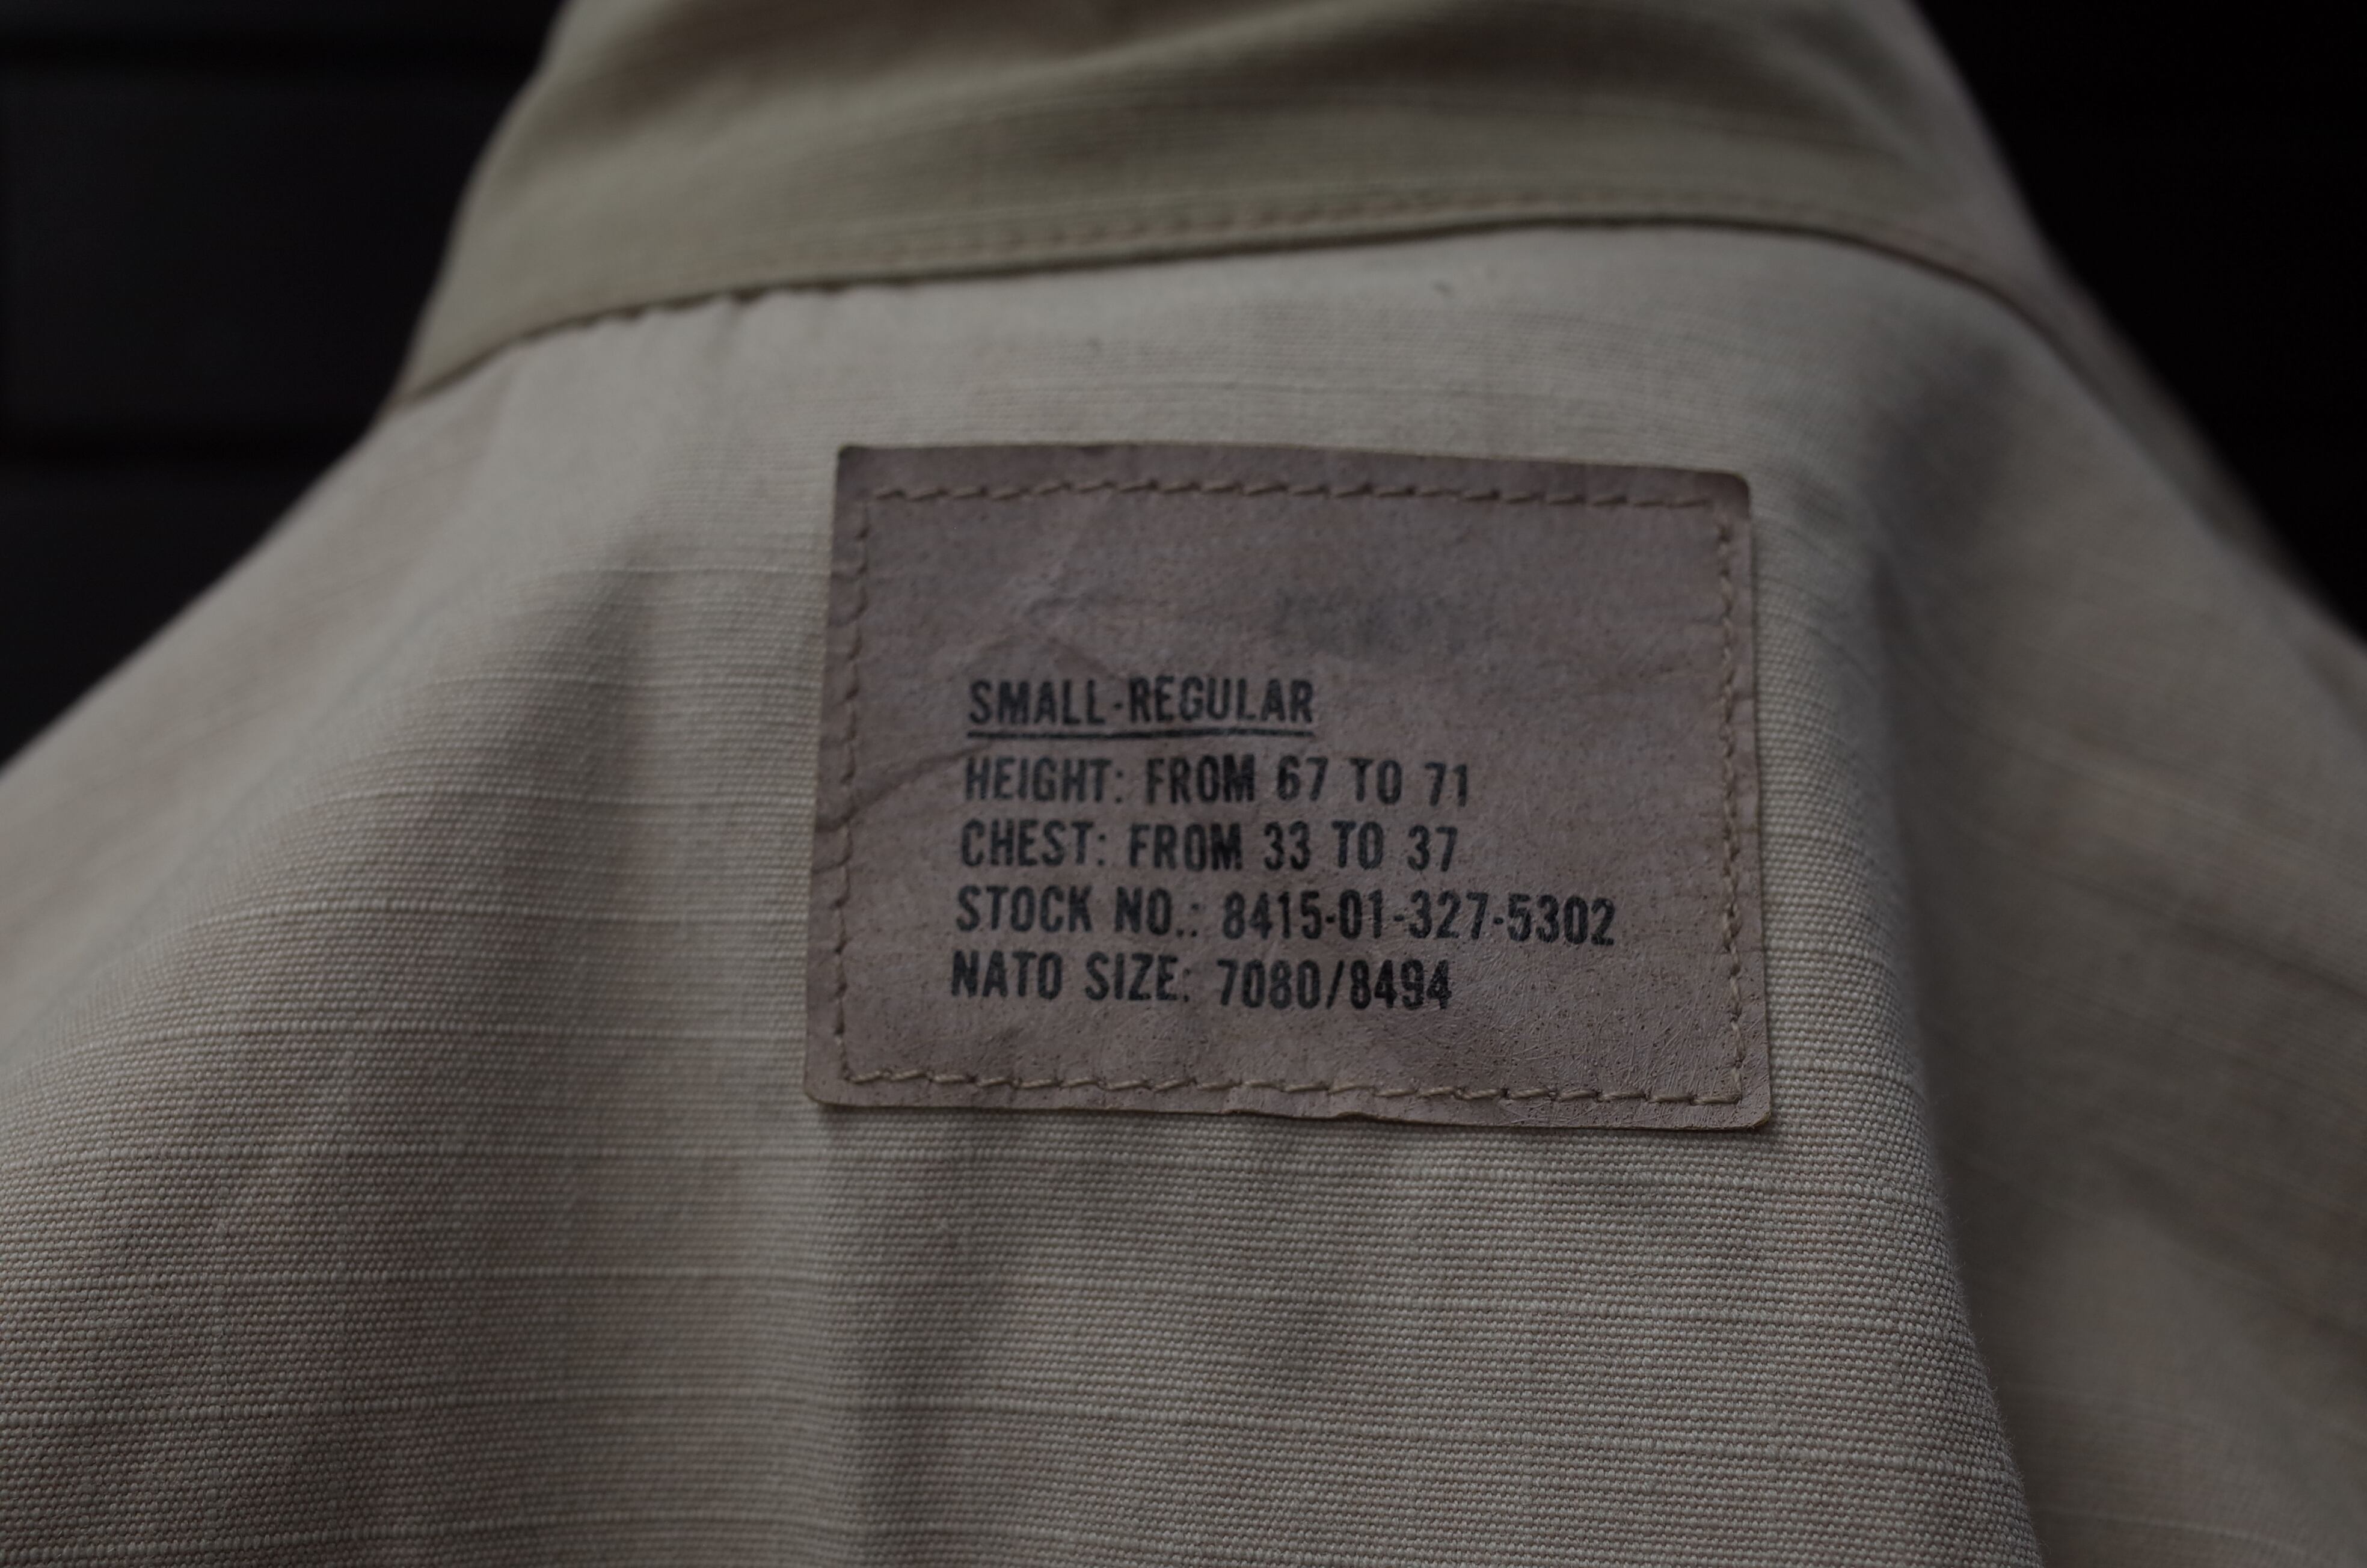 SMALL-REGULAR
HEIGHT: FROM 67 TO 71
CHEST: FROM 33 TO 37
STOCK NO.: 8415-01-327-5302
NATO SIZE: 7080/8494